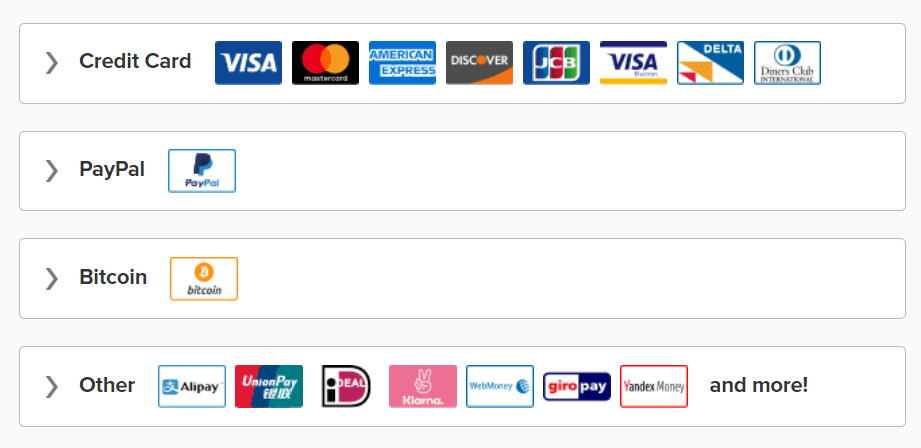 Credit Card VISA mastercard AMERICAN EXPRESS DISCOVER JCB VISA Electron DELTA Diners Club INTERNATIONAL
PayPal PayPal
Bitcoin bitcoin
Other 支 Alipay UnionPay 银联 iDEAL Klarna. WebMoney giropay Yandex Money and more!